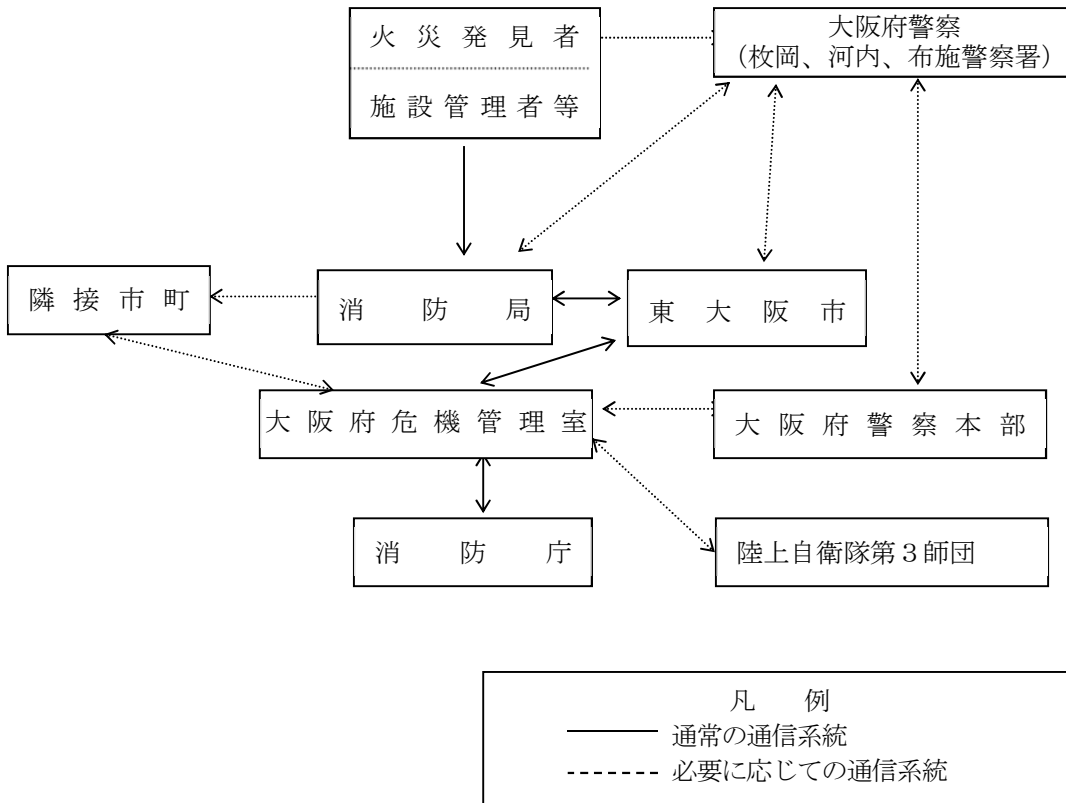 火災発見者
大阪府警察
（枚岡、河内、布施警察署）
施設管理者等
隣接市町
消防局
東大阪市
大阪府危機管理室
大阪府警察本部
消防庁
陸上自衛隊第３師団
凡　例
通常の通信系統
必要に応じての通信系統